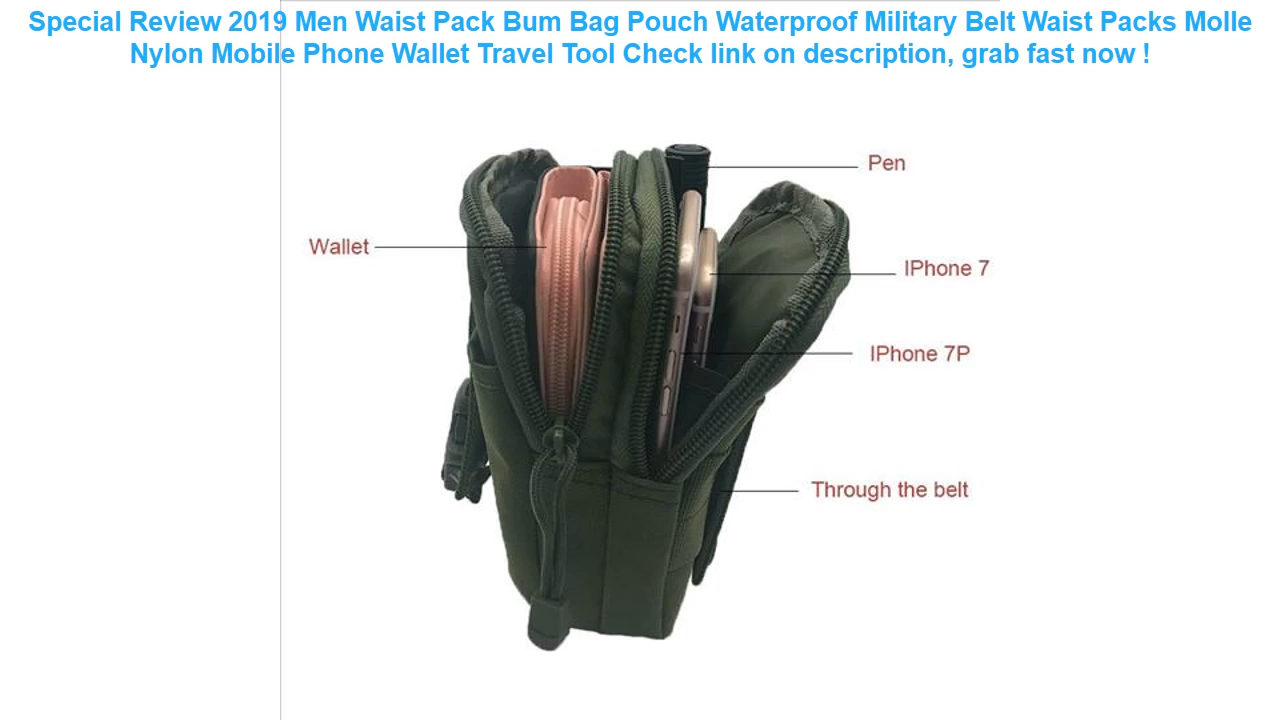 Special Review 2019 Men Waist Pack Bum Bag Pouch Waterproof Military Belt Waist Packs Molle
Nylon Mobile Phone Wallet Travel Tool Check link on description, grab fast now !
Pen
Wallet
IPhone 7
IPhone 7P
Through the belt